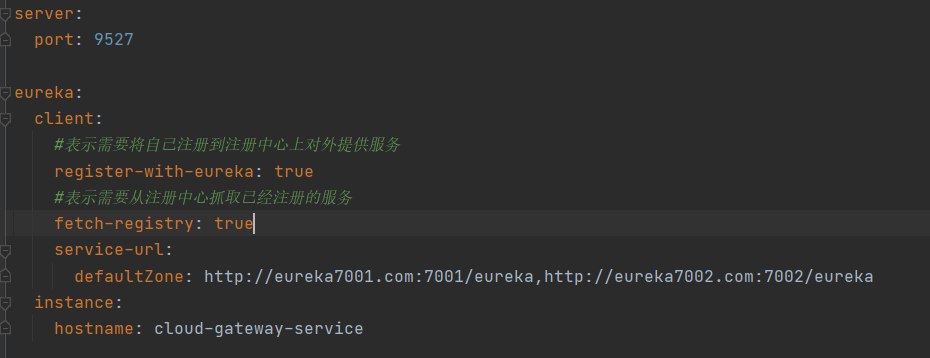 server:
  port: 9527
eureka:
  client:
    #表示需要将自己注册到注册中心上对外提供服务
    register-with-eureka: true
    #表示需要从注册中心抓取已经注册的服务
    fetch-registry: true
    service-url:
      defaultZone: http://eureka7001.com:7001/eureka,http://eureka7002.com:7002/eureka
  instance:
    hostname: cloud-gateway-service